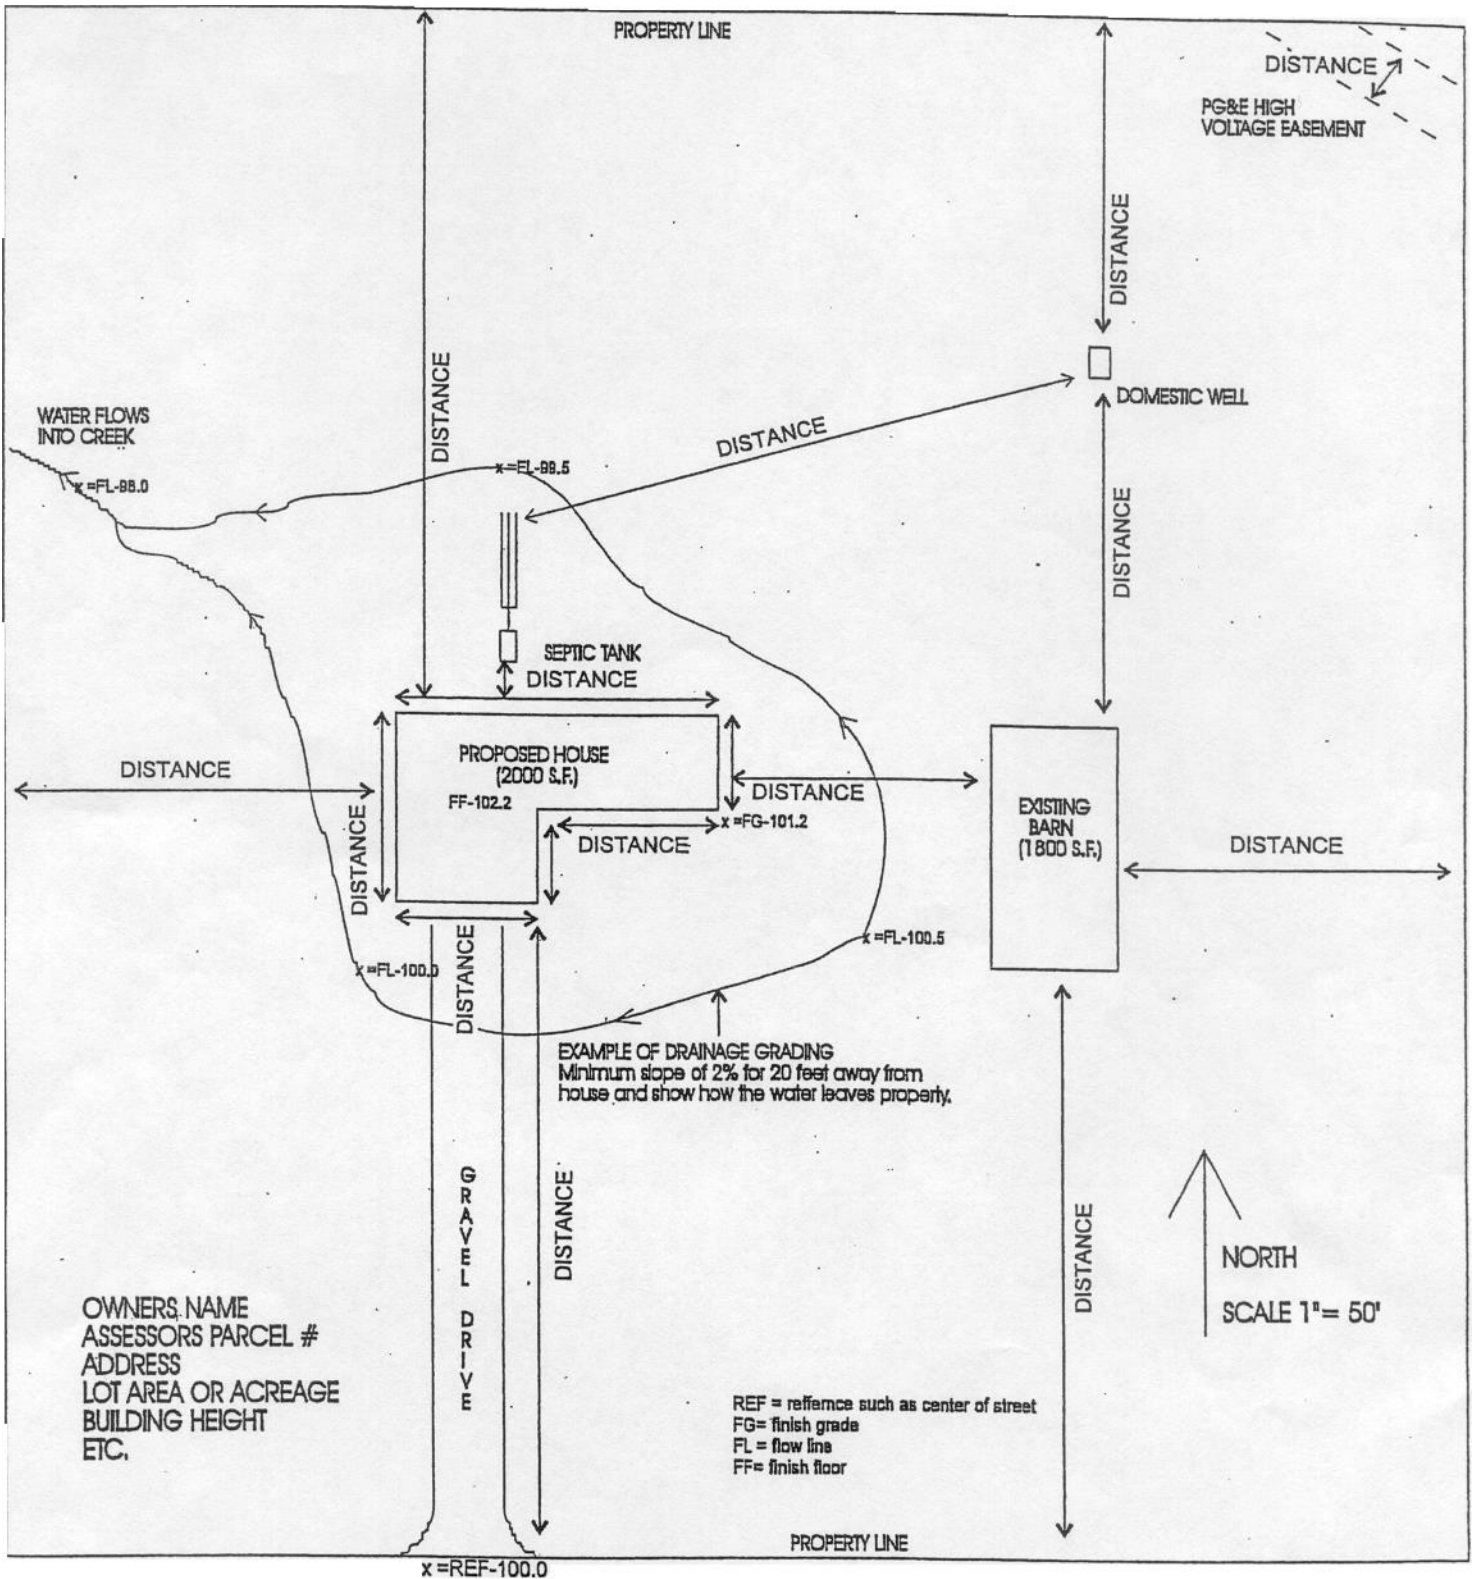 PROPERTY LINE
DISTANCE
PG&E HIGH
VOLTAGE EASEMENT
DISTANCE
DISTANCE
DOMESTIC WELL
WATER FLOWS
INTO CREEK
DISTANCE
x =FL-99.5
x =FL-98.0
DISTANCE
SEPTIC TANK
DISTANCE
PROPOSED HOUSE
(2000 S.F.)
FF-102.2
DISTANCE
DISTANCE
DISTANCE
x =FG-101.2
DISTANCE
EXISTING
BARN
(1800 S.F.)
DISTANCE
x =FL-100.5
x =FL-100.0
DISTANCE
EXAMPLE OF DRAINAGE GRADING
Minimum slope of 2% for 20 feet away from
house and show how the water leaves property.
GRAVEL DRIVE
DISTANCE
DISTANCE
NORTH
SCALE 1"= 50'
OWNERS NAME
ASSESSORS PARCEL #
ADDRESS
LOT AREA OR ACREAGE
BUILDING HEIGHT
ETC.
REF = reffernce such as center of street
FG= finish grade
FL = flow line
FF= finish floor
PROPERTY LINE
x =REF-100.0